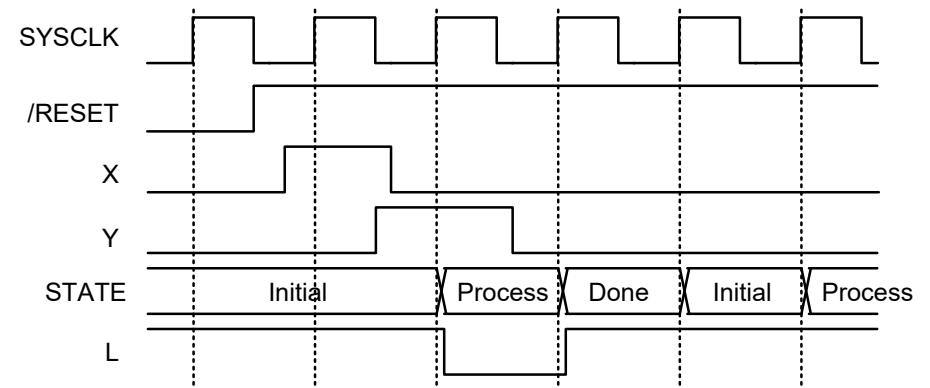 SYSCLK
/RESET
X
Y
STATE Initial Process Done Initial Process
L